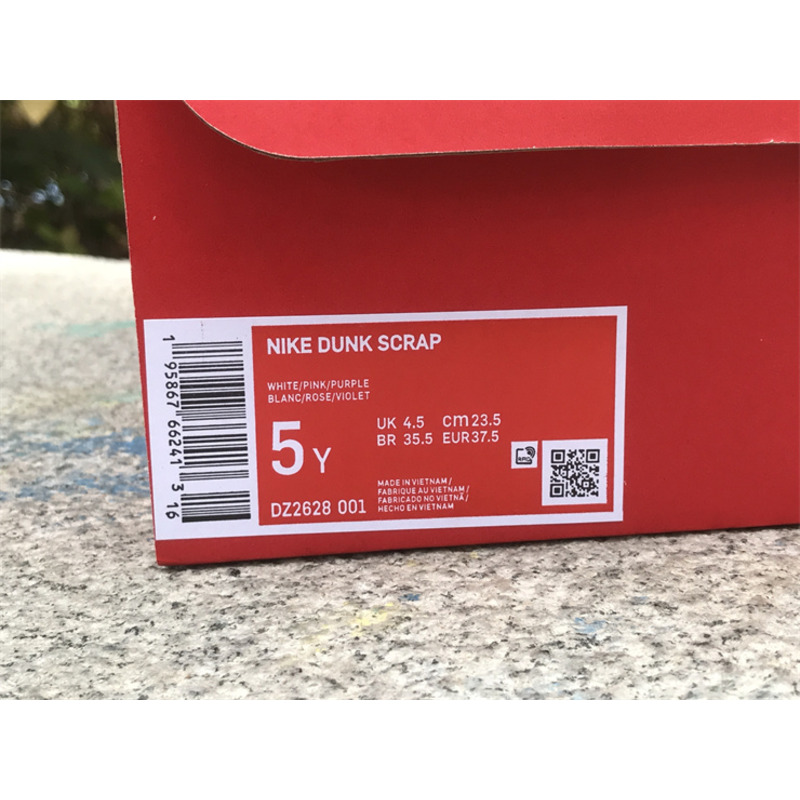 NIKE DUNK SCRAP
WHITE/PINK/PURPLE
BLANC/ROSE/VIOLET
5 Y
UK 4.5 cm 23.5
BR 35.5 EUR 37.5
DZ2628 001
MADE IN VIETNAM/
FABRIQUE AU VIETNAM/
FABRICADO NO VIETNÃ/
HECHO EN VIETNAM
1 95867 66241 3 16